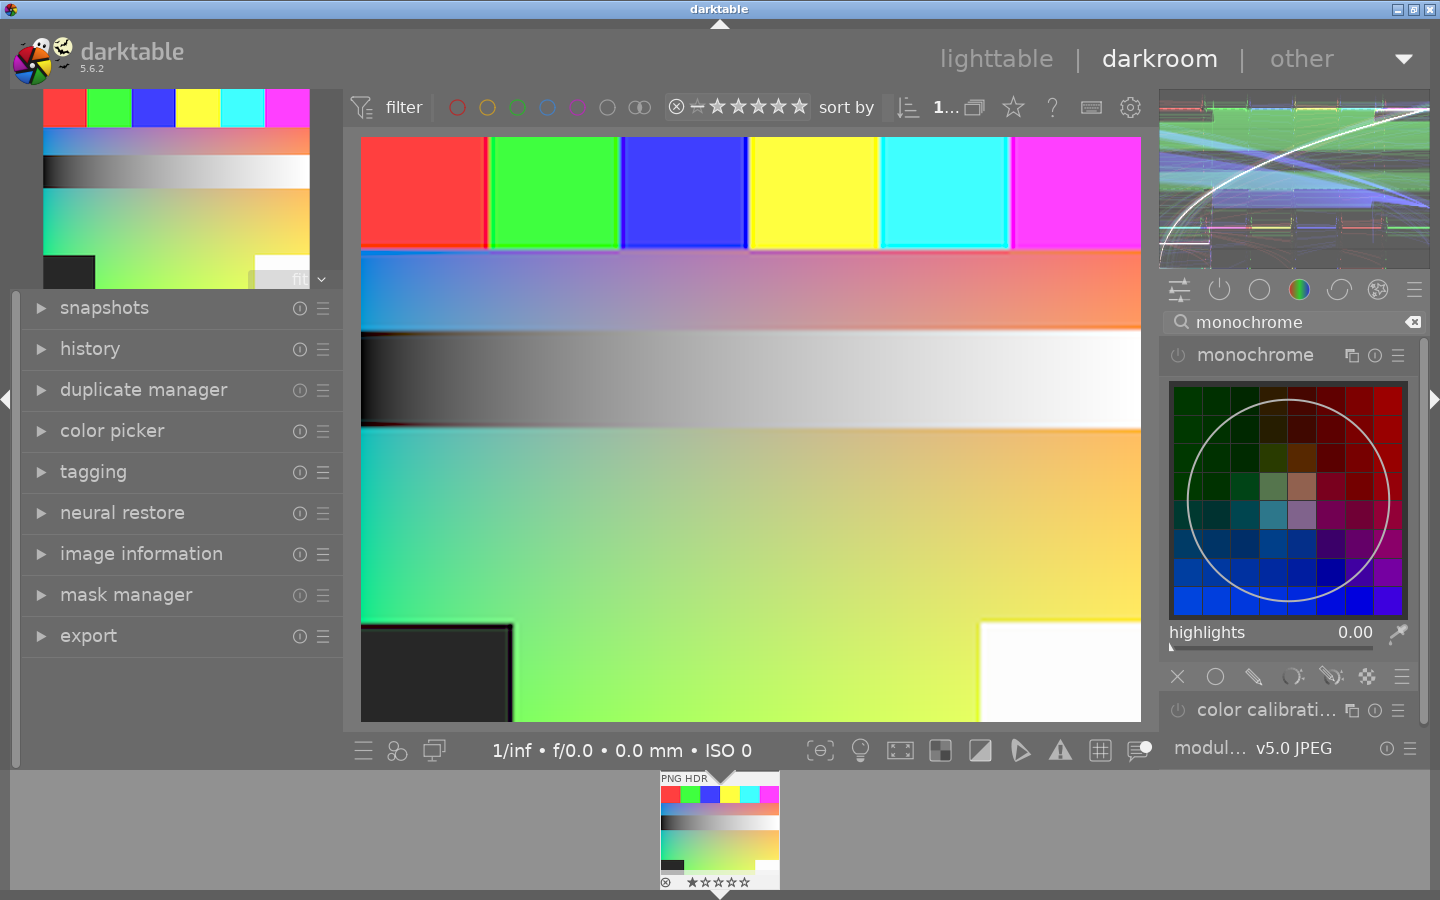 darktable
darktable
5.6.2
lighttable | darkroom | other
filter
sort by
1...
fit
snapshots
history
duplicate manager
color picker
tagging
neural restore
image information
mask manager
export
monochrome
monochrome
highlights 0.00
color calibrati...
modul... v5.0 JPEG
1/inf • f/0.0 • 0.0 mm • ISO 0
PNG HDR